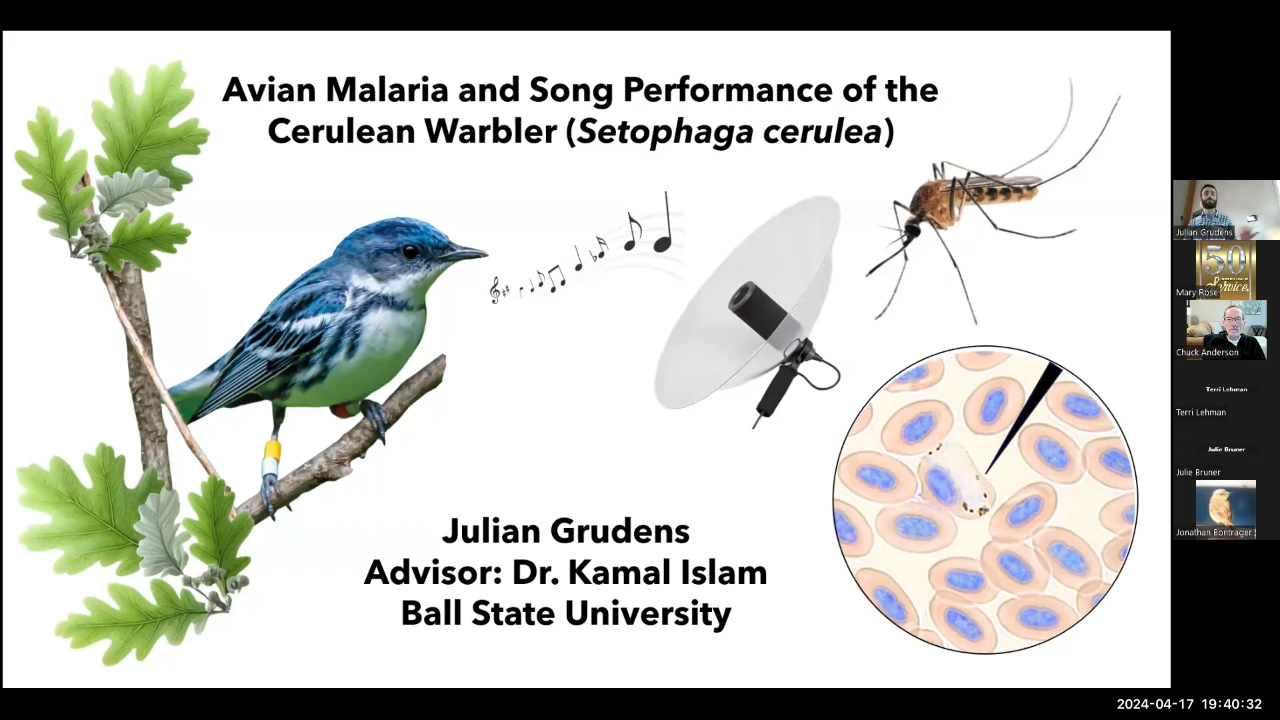 Avian Malaria and Song Performance of the
Cerulean Warbler (Setophaga cerulea)
Julian Grudens
Advisor: Dr. Kamal Islam
Ball State University
Julian Grudens
50
Service
Mary Rose
Chuck Anderson
Terri Lehman
Terri Lehman
Julie Bruner
Julie Bruner
Jonathan Bontrager
2024-04-17 19:40:32